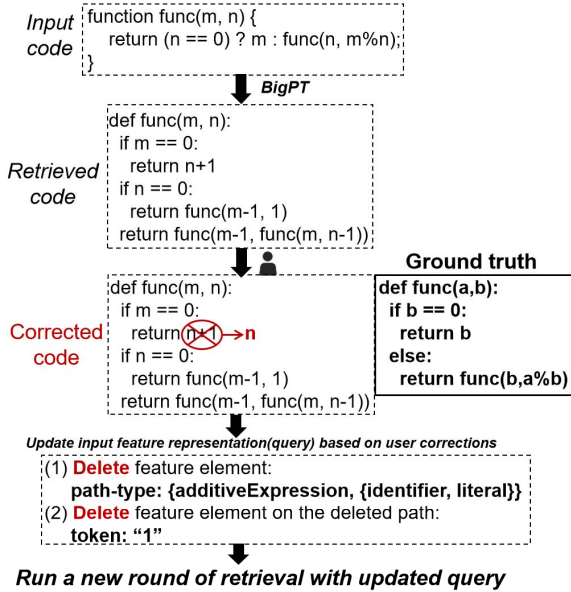 Input
code
function func(m, n) {
return (n == 0) ? m : func(n, m%n);
}
BigPT
Retrieved
code
def func(m, n):
if m == 0:
return n+1
if n == 0:
return func(m-1, 1)
return func(m-1, func(m, n-1))
Corrected
code
def func(m, n):
if m == 0:
return n+1 n
if n == 0:
return func(m-1, 1)
return func(m-1, func(m, n-1))
Ground truth
def func(a,b):
if b == 0:
return b
else:
return func(b,a%b)
Update input feature representation(query) based on user corrections
(1) Delete feature element:
path-type: {additiveExpression, {identifier, literal}}
(2) Delete feature element on the deleted path:
token: “1”
Run a new round of retrieval with updated query